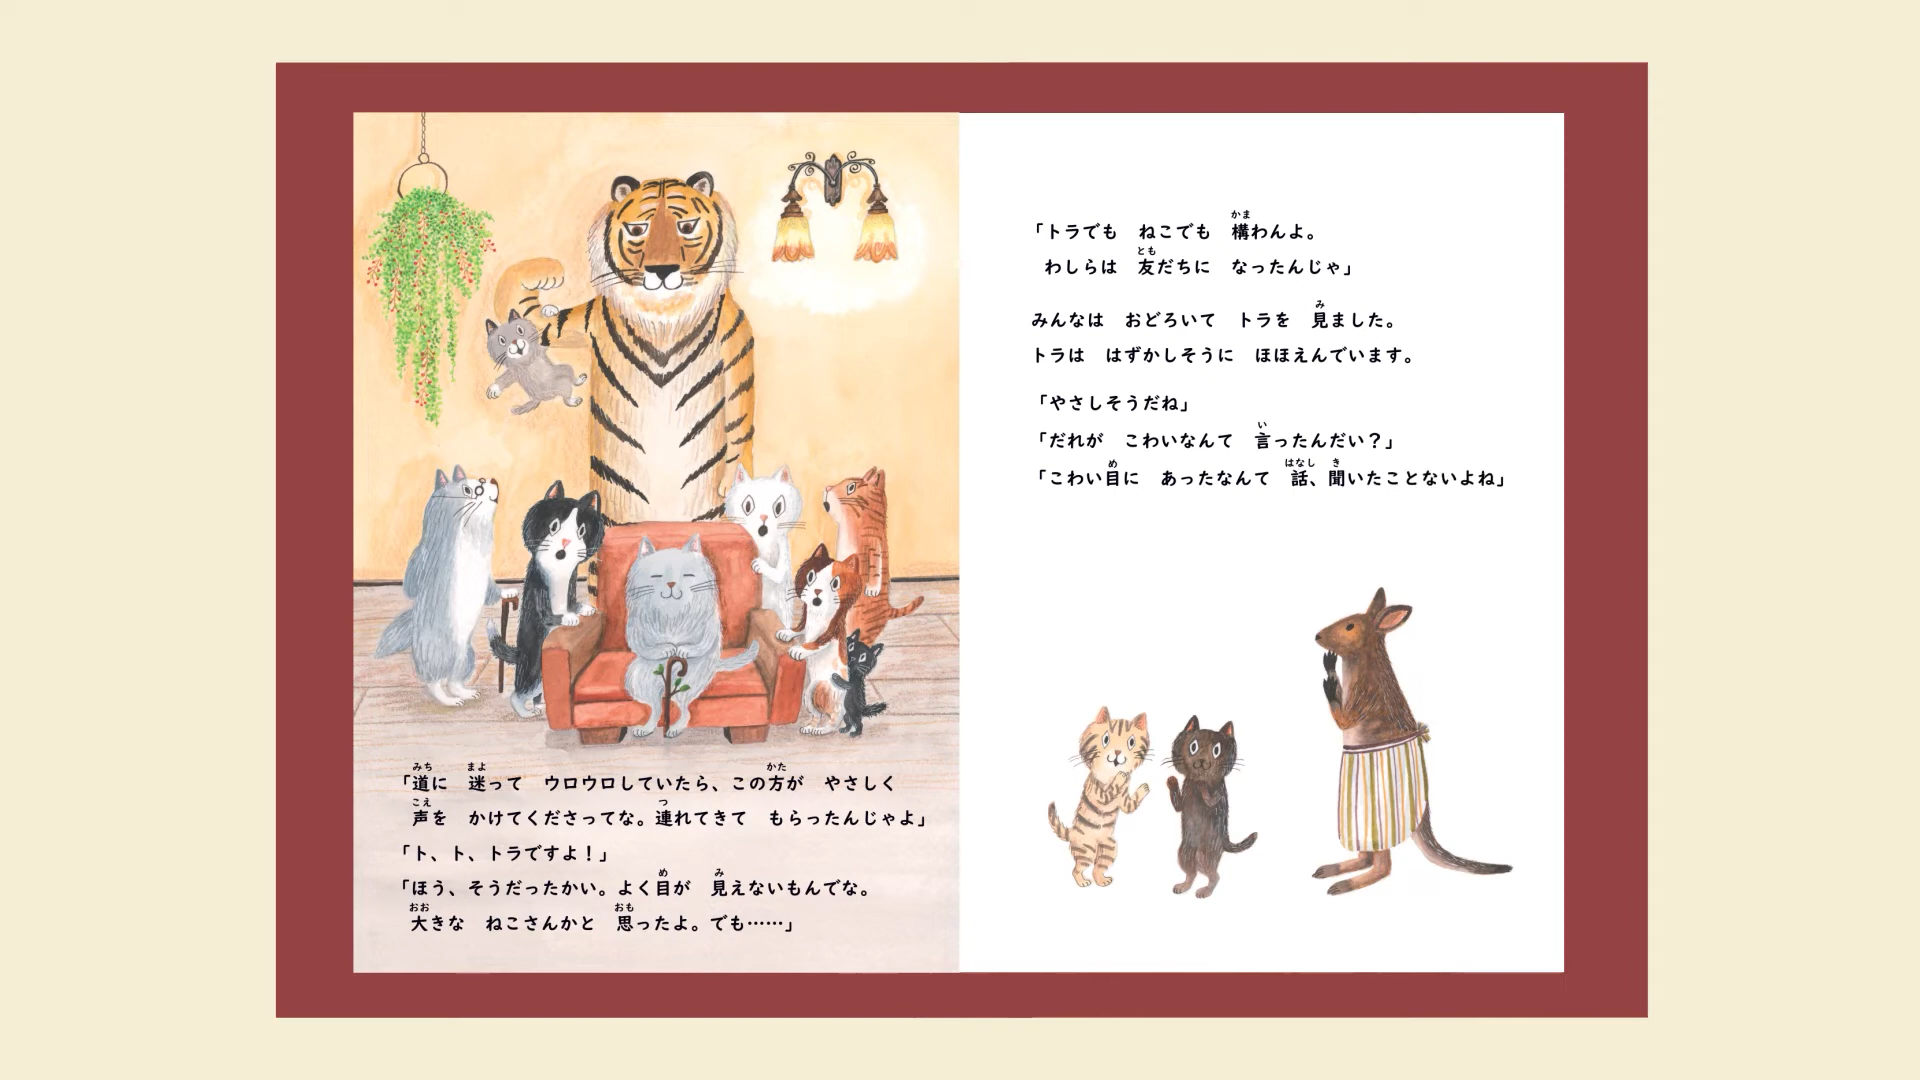 「道に　迷って　ウロウロしていたら、この方が　やさしく
声を　かけてくださってな。連れてきて　もらったんじゃよ」
「ト、ト、トラですよ！」
「ほう、そうだったかい。よく目が　見えないもんでな。
大きな　ねこさんかと　思ったよ。でも……」
「トラでも　ねこでも　構わんよ。
わしらは　友だちに　なったんじゃ」
みんなは　おどろいて　トラを　見ました。
トラは　はずかしそうに　ほほえんでいます。
「やさしそうだね」
「だれが　こわいなんて　言ったんだい？」
「こわい目に　あったなんて　話、聞いたことないよね」